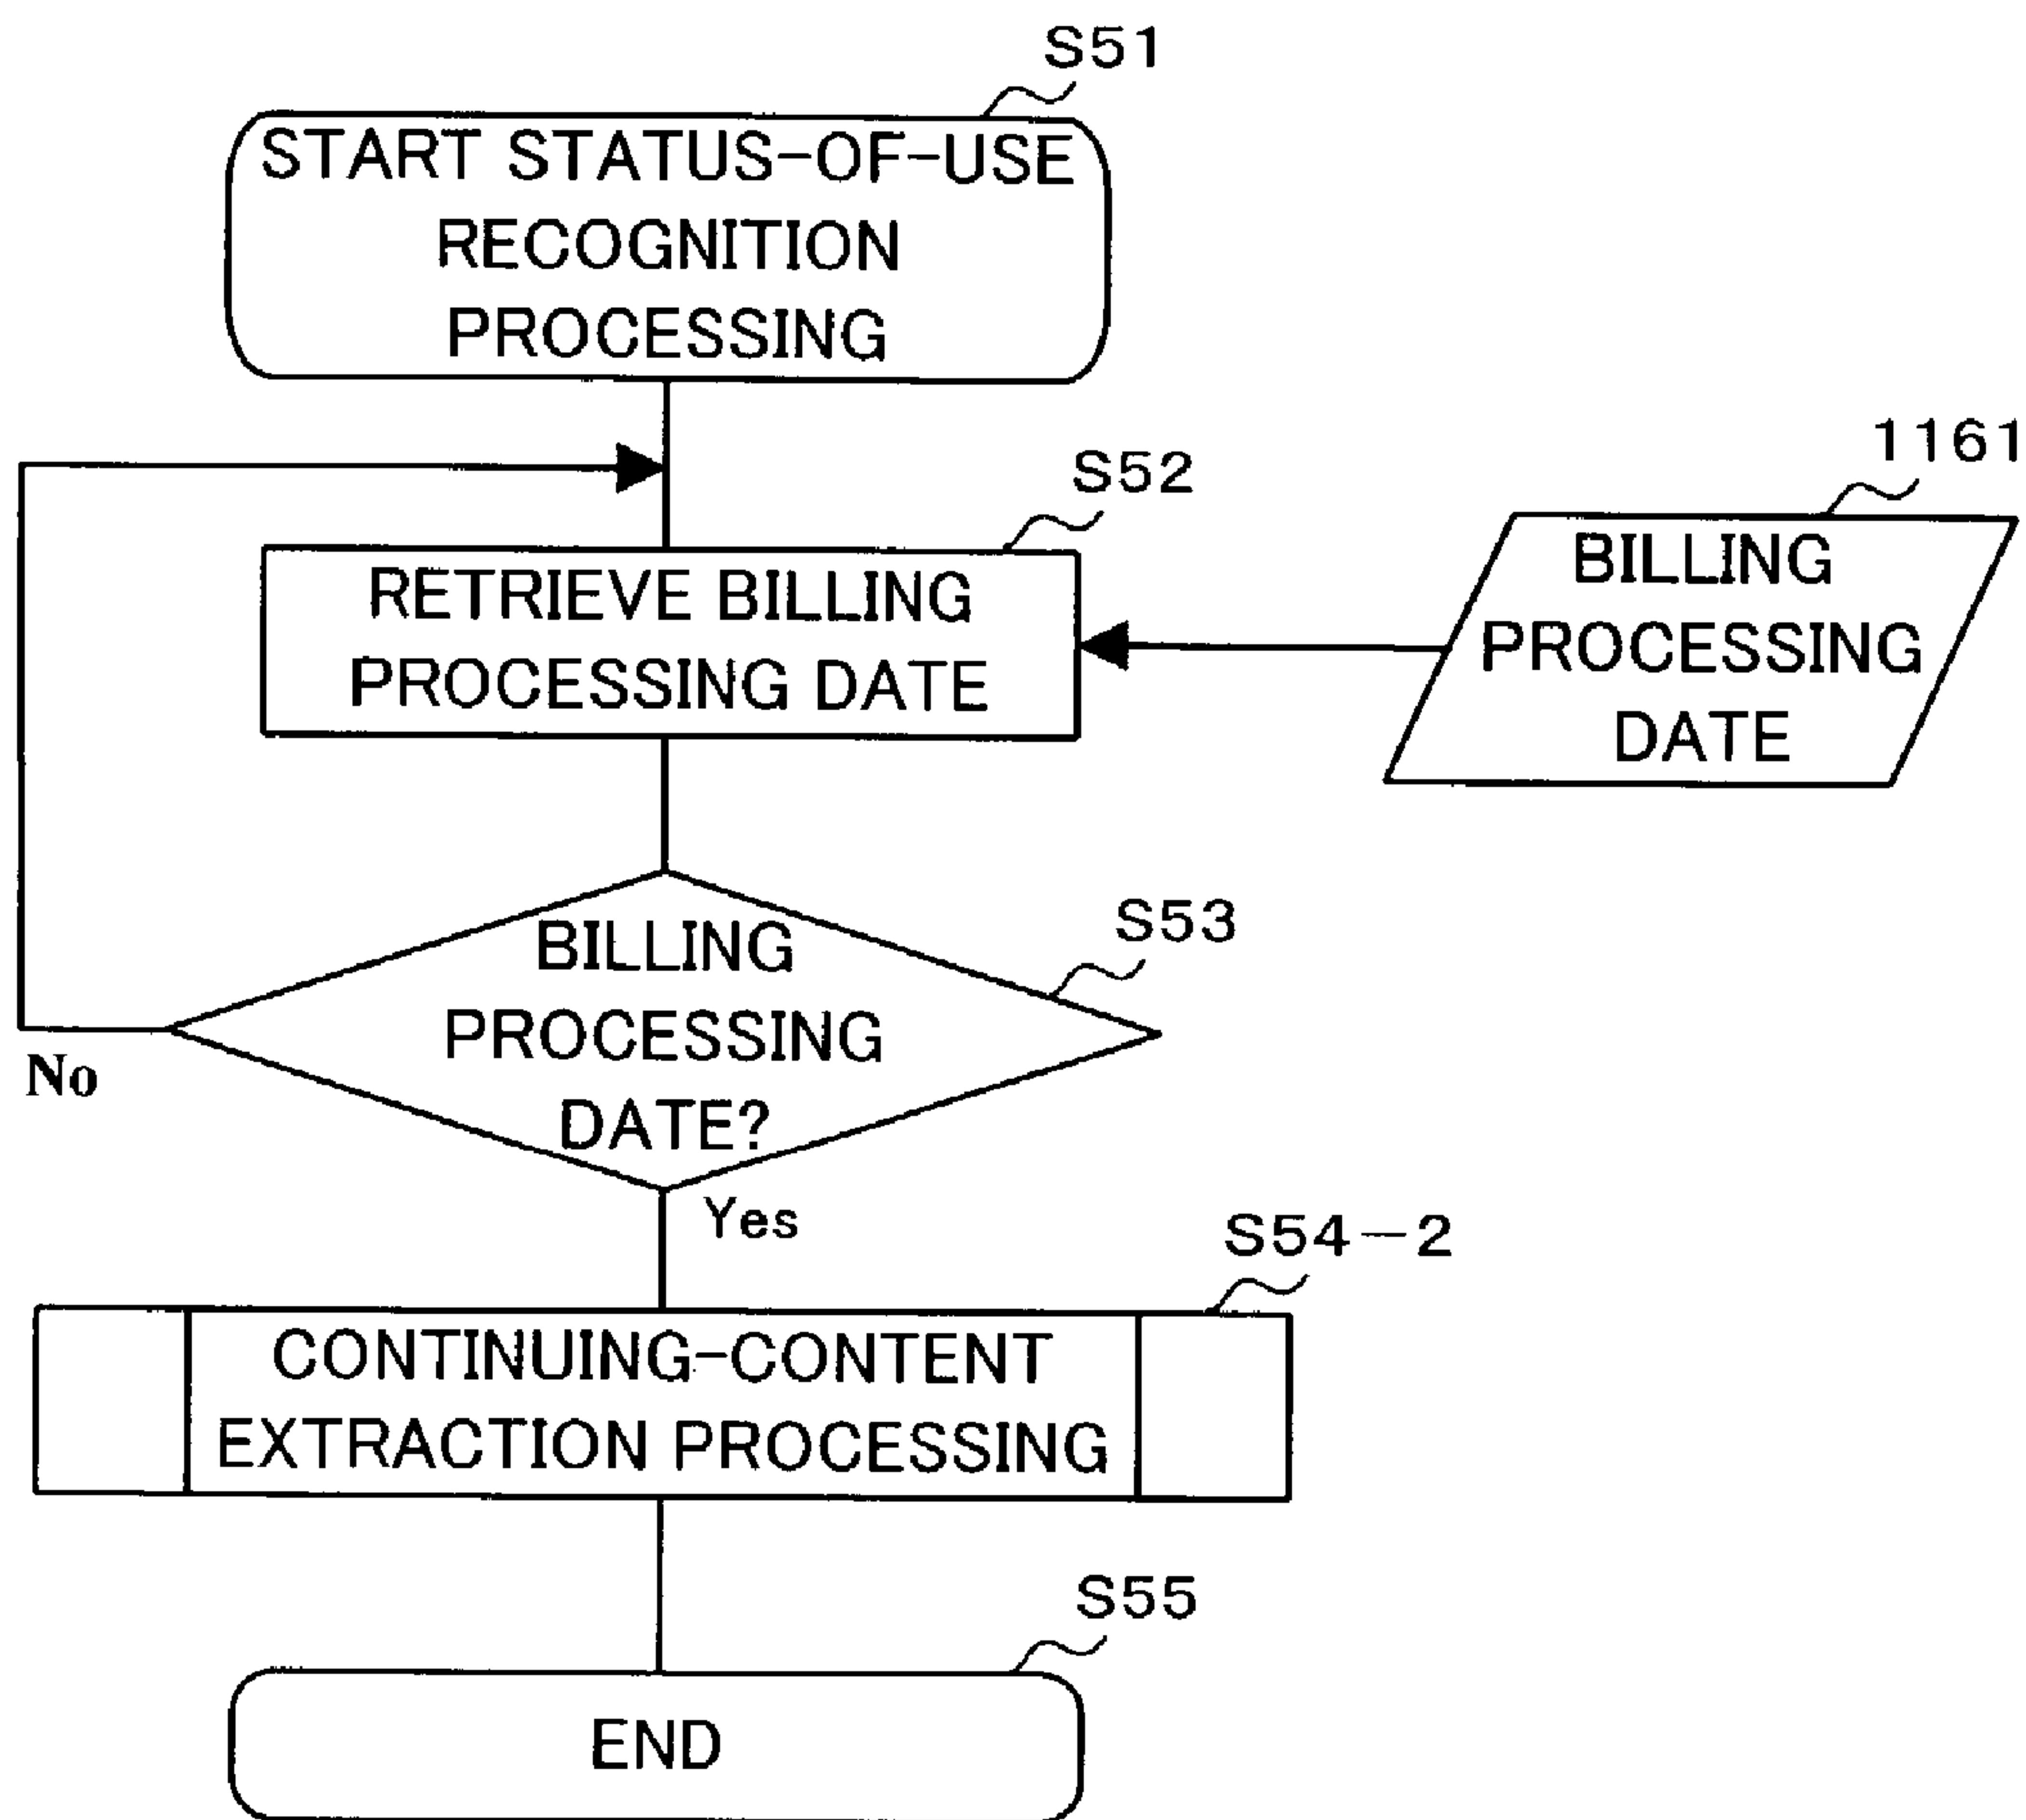 S51
START STATUS-OF-USE
RECOGNITION
PROCESSING
1161
S52
BILLING
PROCESSING
DATE
RETRIEVE BILLING
PROCESSING DATE
S53
BILLING
PROCESSING
DATE?
No
Yes
S54-2
CONTINUING-CONTENT
EXTRACTION PROCESSING
S55
END